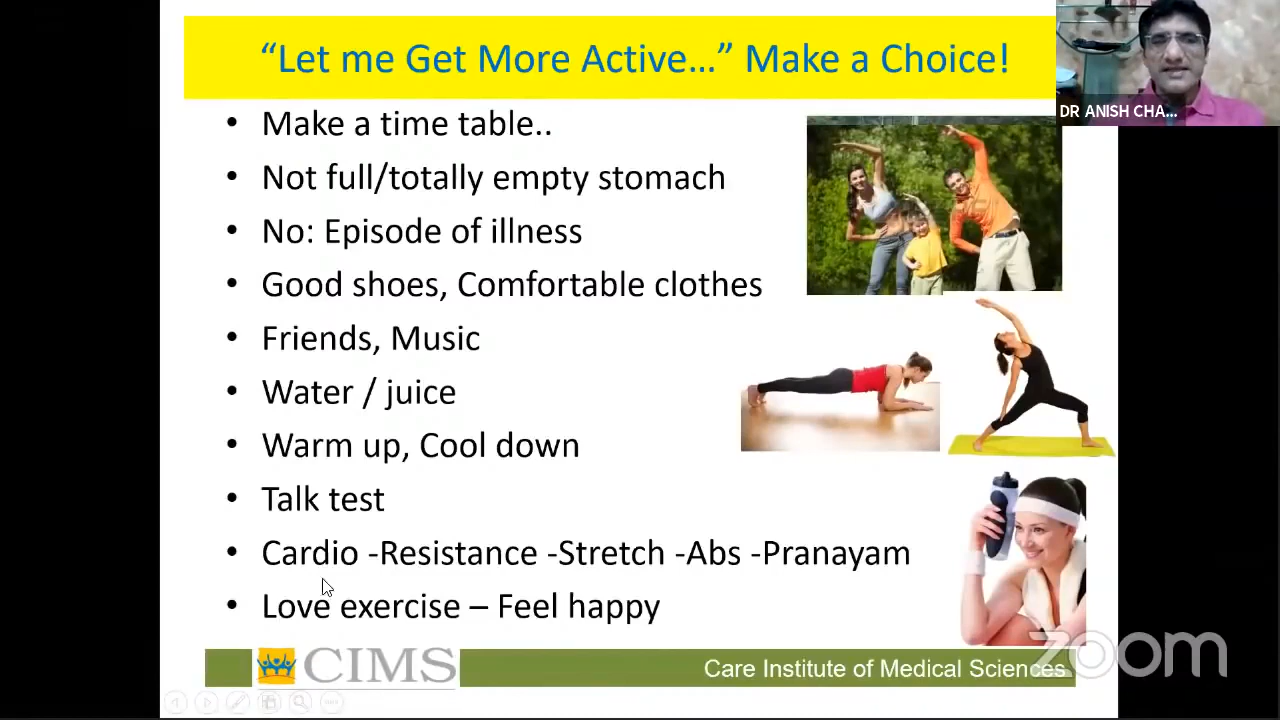 “Let me Get More Active…” Make a Choice!
DR ANISH CHA...
• Make a time table..
• Not full/totally empty stomach
• No: Episode of illness
• Good shoes, Comfortable clothes
• Friends, Music
• Water / juice
• Warm up, Cool down
• Talk test
• Cardio -Resistance -Stretch -Abs -Pranayam
• Love exercise – Feel happy
CIMS
Care Institute of Medical Sciences
zoom